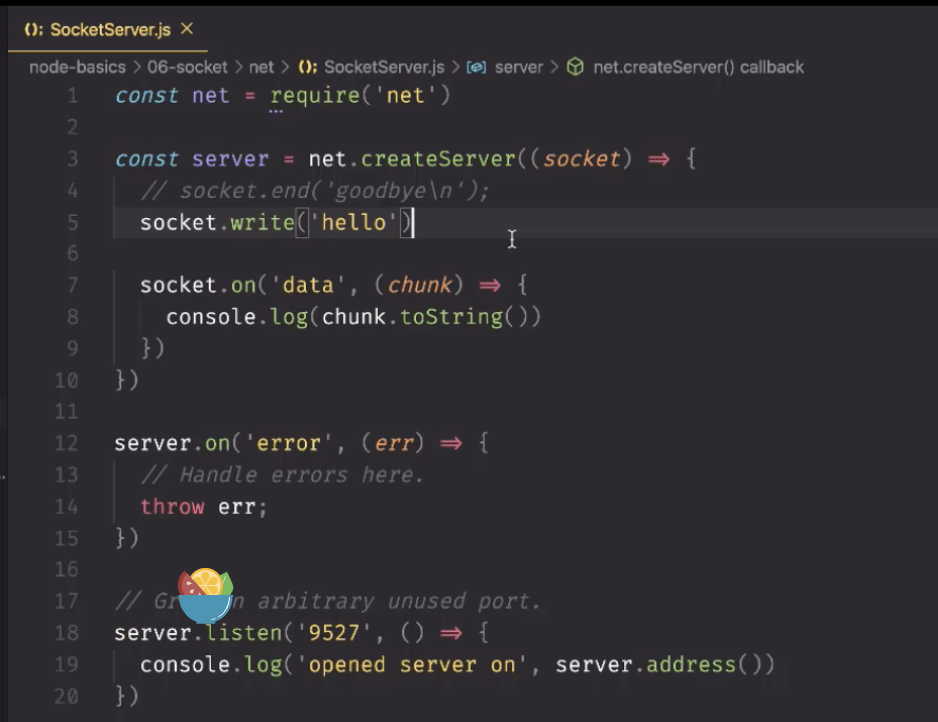 (); SocketServer.js ×
node-basics > 06-socket > net > (); SocketServer.js > server > net.createServer() callback
1 const net = require('net')
2
3 const server = net.createServer((socket) => {
4 // socket.end('goodbye\n');
5 socket.write('hello')
6
7 socket.on('data', (chunk) => {
8 console.log(chunk.toString())
9 })
10 })
11
12 server.on('error', (err) => {
13 // Handle errors here.
14 throw err;
15 })
16
17 // arbitrary unused port.
18 server.listen('9527', () => {
19 console.log('opened server on', server.address())
20 })